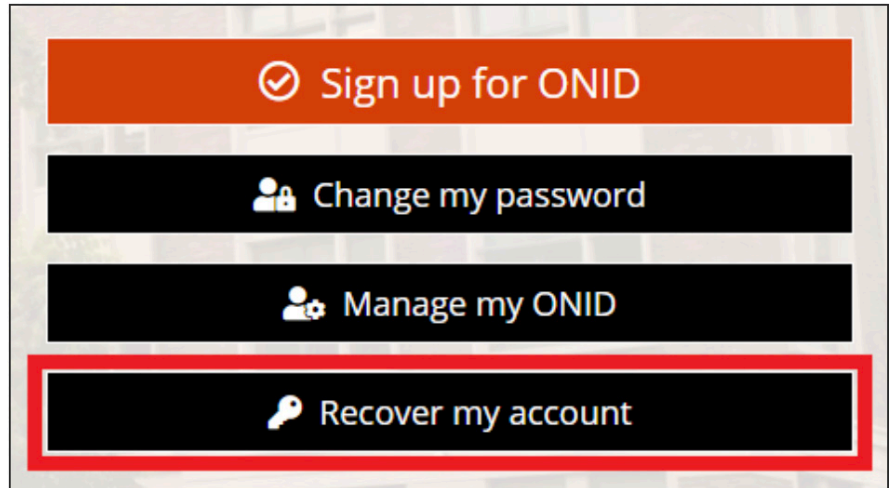 Sign up for ONID
Change my password
Manage my ONID
Recover my account